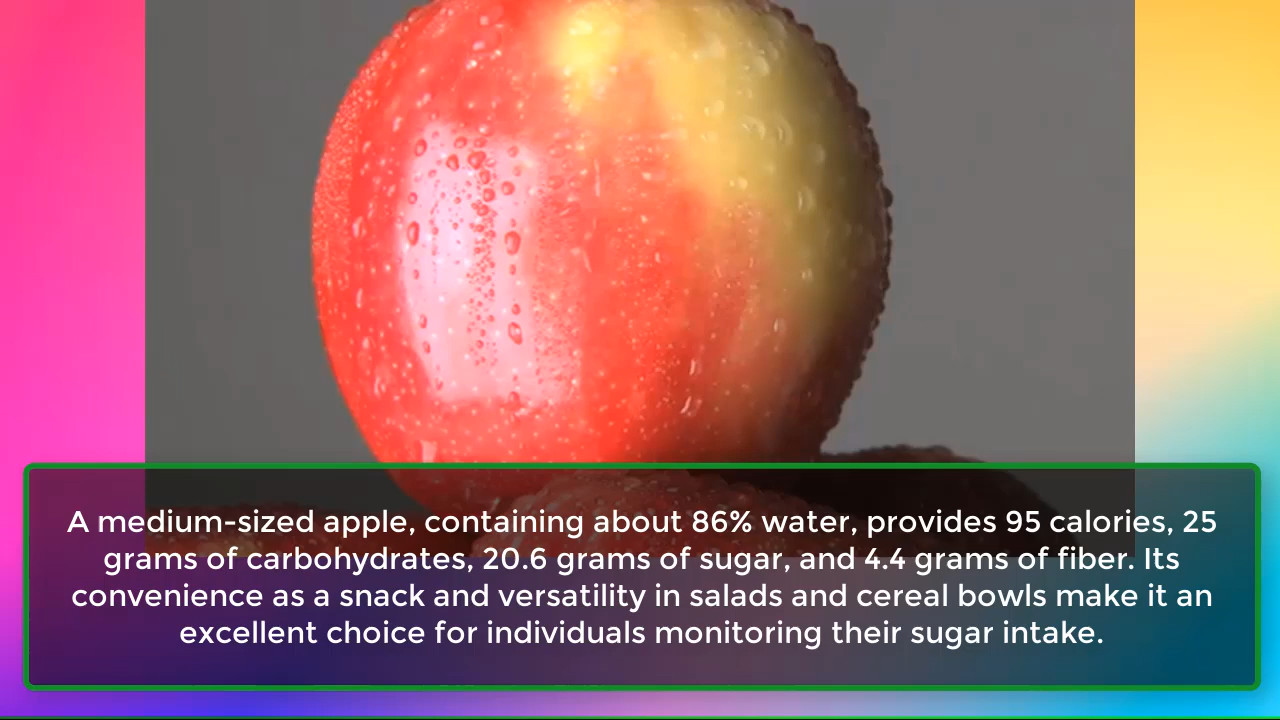 A medium-sized apple, containing about 86% water, provides 95 calories, 25
grams of carbohydrates, 20.6 grams of sugar, and 4.4 grams of fiber. Its
convenience as a snack and versatility in salads and cereal bowls make it an
excellent choice for individuals monitoring their sugar intake.